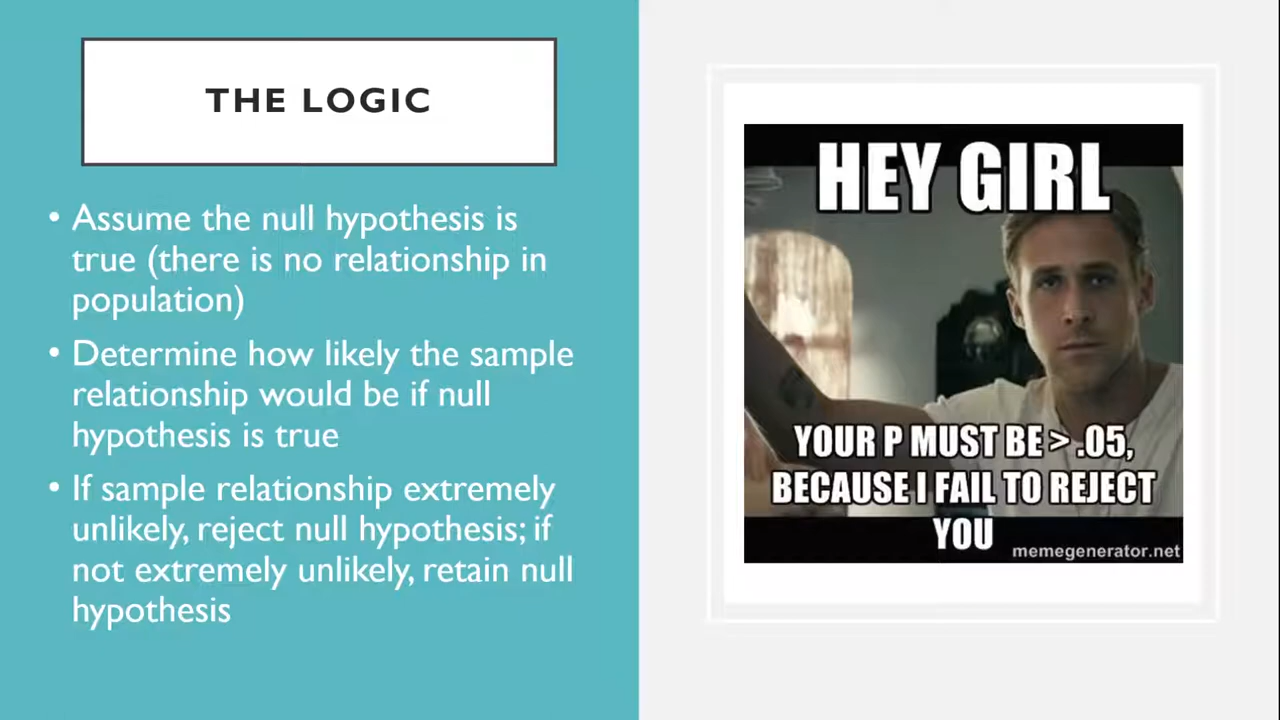 THE LOGIC
• Assume the null hypothesis is
true (there is no relationship in
population)
• Determine how likely the sample
relationship would be if null
hypothesis is true
• If sample relationship extremely
unlikely, reject null hypothesis; if
not extremely unlikely, retain null
hypothesis
HEY GIRL
YOUR P MUST BE > .05,
BECAUSE I FAIL TO REJECT
YOU
memegenerator.net